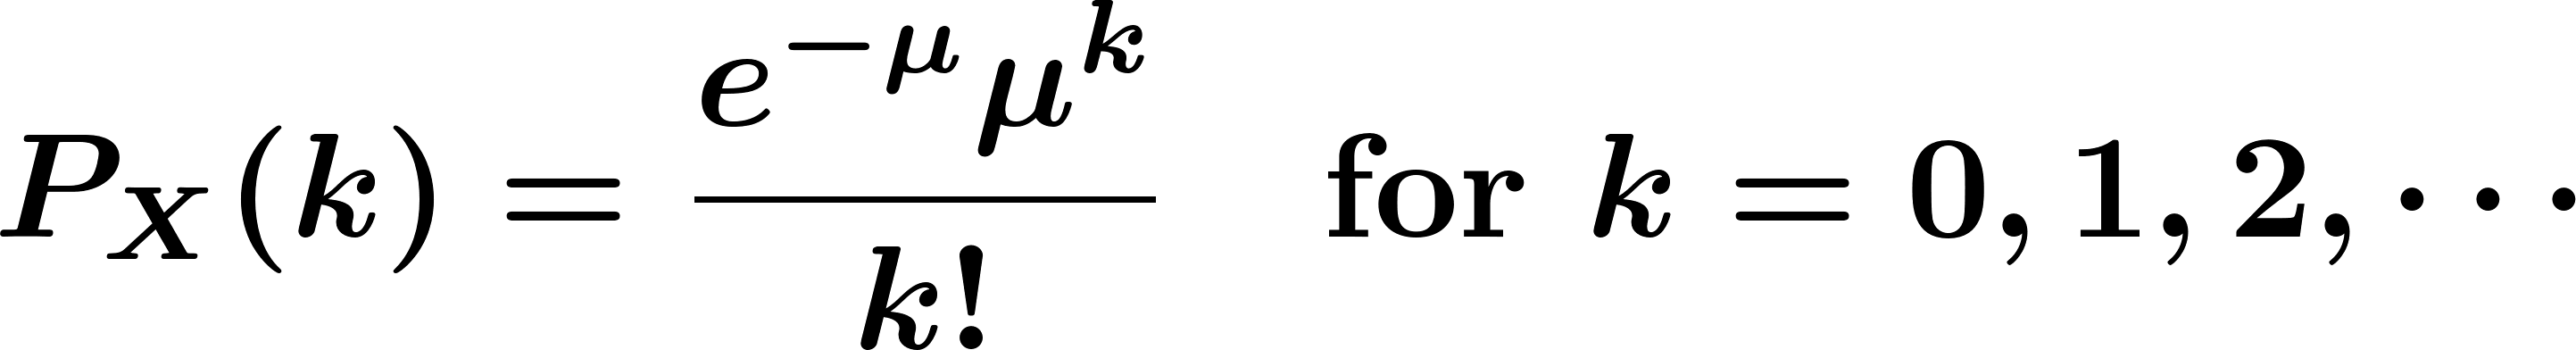 $P_X(k) = \frac{e^{-\mu}\mu^k}{k!}$ for $k = 0, 1, 2, \cdots$